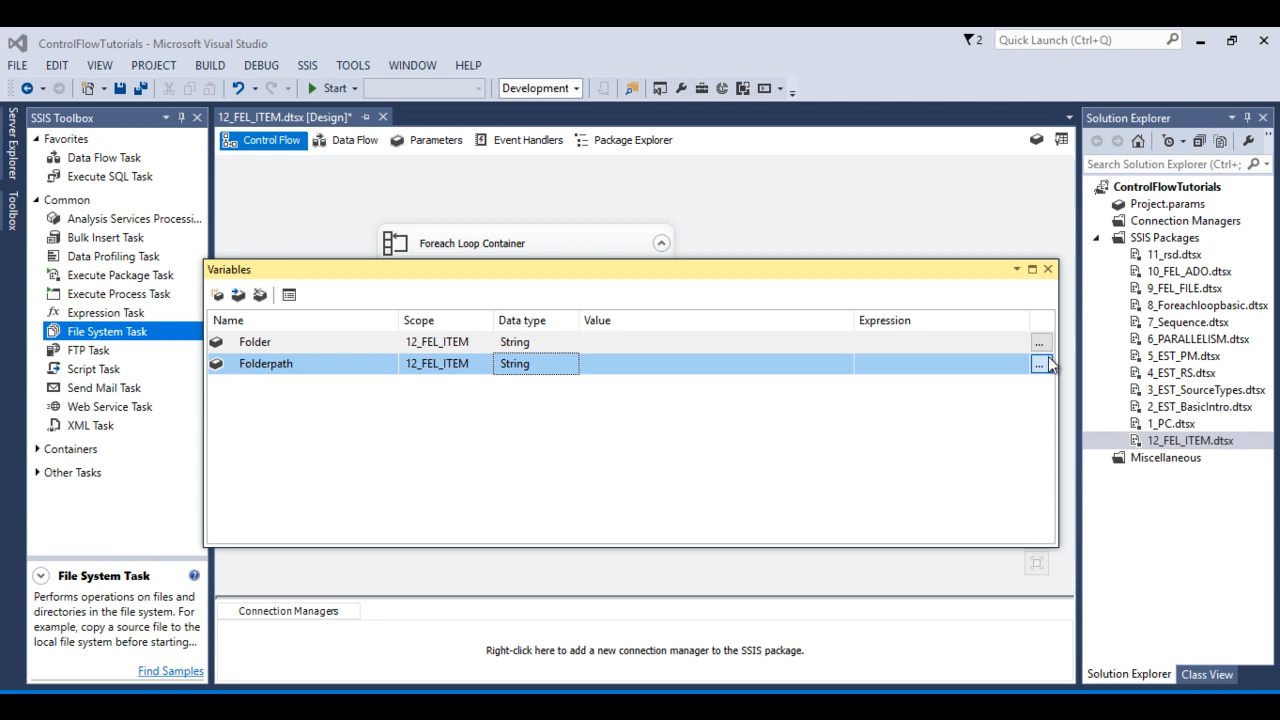 ControlFlowTutorials - Microsoft Visual Studio
2
Quick Launch (Ctrl+Q)
FILE EDIT VIEW PROJECT BUILD DEBUG SSIS TOOLS WINDOW HELP
Start
Development
Server Explorer
Toolbox
SSIS Toolbox
Favorites
Data Flow Task
Execute SQL Task
Common
Analysis Services Processi...
Bulk Insert Task
Data Profiling Task
Execute Package Task
Execute Process Task
Expression Task
File System Task
FTP Task
Script Task
Send Mail Task
Web Service Task
XML Task
Containers
Other Tasks
File System Task
Performs operations on files and
directories in the file system. For
example, copy a source file to the
local file system before starting...
Find Samples
12_FEL_ITEM.dtsx [Design]*
Control Flow Data Flow Parameters Event Handlers Package Explorer
Foreach Loop Container
Variables
Name Scope Data type Value Expression
Folder 12_FEL_ITEM String ...
Folderpath 12_FEL_ITEM String ...
Connection Managers
Right-click here to add a new connection manager to the SSIS package.
Solution Explorer
Search Solution Explorer (Ctrl+;
ControlFlowTutorials
Project.params
Connection Managers
SSIS Packages
11_rsd.dtsx
10_FEL_ADO.dtsx
9_FEL_FILE.dtsx
8_Foreachloopbasic.dtsx
7_Sequence.dtsx
6_PARALLELISM.dtsx
5_EST_PM.dtsx
4_EST_RS.dtsx
3_EST_SourceTypes.dtsx
2_EST_BasicIntro.dtsx
1_PC.dtsx
12_FEL_ITEM.dtsx
Miscellaneous
Solution Explorer Class View